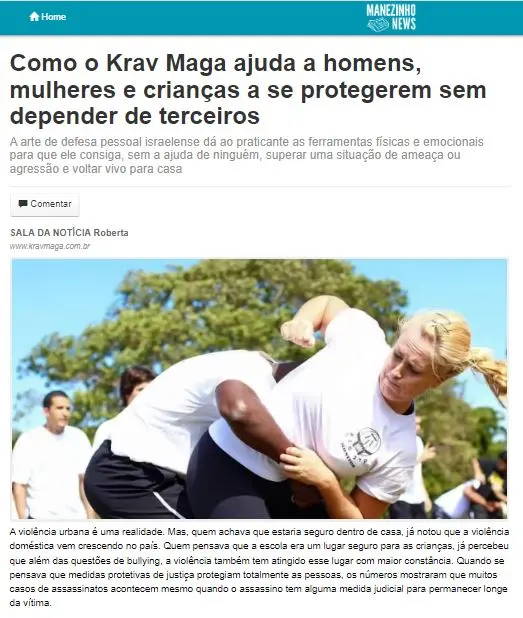 Home
MANEZINHO
NEWS
Como o Krav Maga ajuda a homens,
mulheres e crianças a se protegerem sem
depender de terceiros
A arte de defesa pessoal israelense dá ao praticante as ferramentas físicas e emocionais
para que ele consiga, sem a ajuda de ninguém, superar uma situação de ameaça ou
agressão e voltar vivo para casa
Comentar
SALA DA NOTÍCIA Roberta
www.kravmaga.com.br
A violência urbana é uma realidade. Mas, quem achava que estaria seguro dentro de casa, já notou que a violência
doméstica vem crescendo no país. Quem pensava que a escola era um lugar seguro para as crianças, já percebeu
que além das questões de bullying, a violência também tem atingido esse lugar com maior constância. Quando se
pensava que medidas protetivas de justiça protegiam totalmente as pessoas, os números mostraram que muitos
casos de assassinatos acontecem mesmo quando o assassino tem alguma medida judicial para permanecer longe
da vítima.